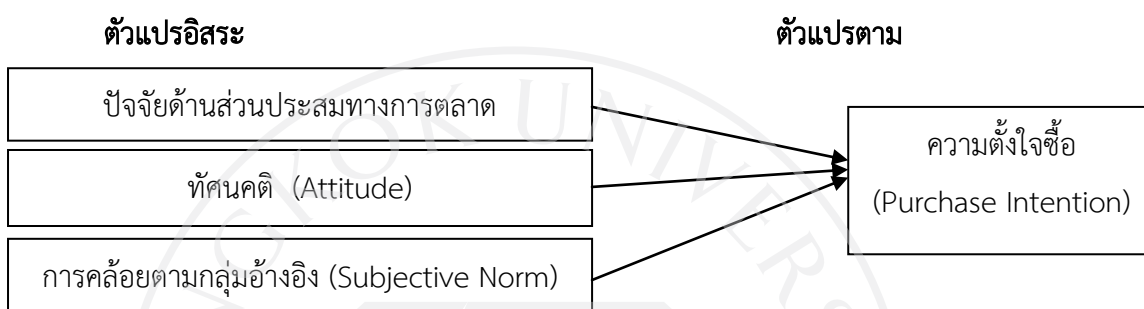 ตัวแปรอิสระ
ตัวแปรตาม
ปัจจัยด้านส่วนประสมทางการตลาด
ทัศนคติ (Attitude)
การคล้อยตามกลุ่มอ้างอิง (Subjective Norm)
ความตั้งใจซื้อ
(Purchase Intention)
NGKOK UNIVERS